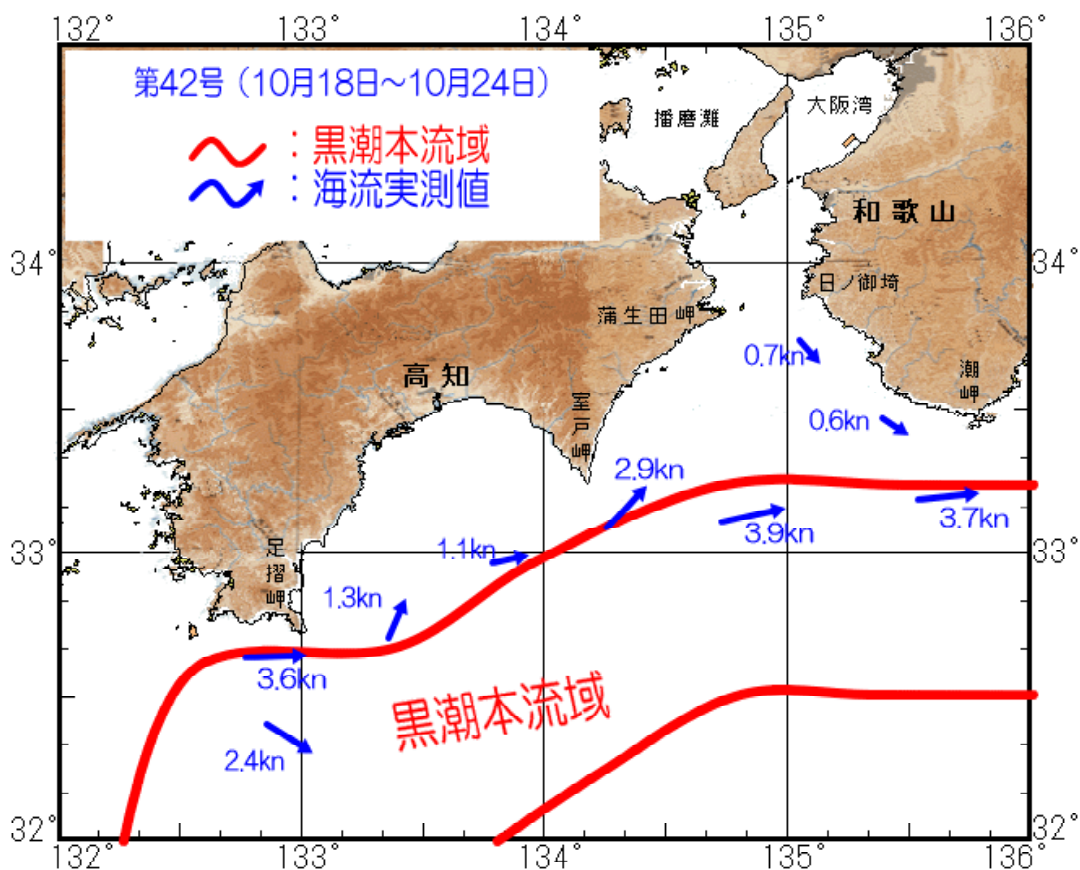 132° 133° 134° 135° 136°
第42号（10月18日～10月24日）
：黒潮本流域
：海流実測値
播磨灘
大阪湾
和歌山
34° 34°
日ノ御埼
蒲生田岬
0.7kn
潮岬
高知
室戸岬
0.6kn
2.9kn
3.7kn
3.9kn
33° 33°
1.1kn
足摺岬
1.3kn
3.6kn
黒潮本流域
2.4kn
32° 32°
132° 133° 134° 135° 136°